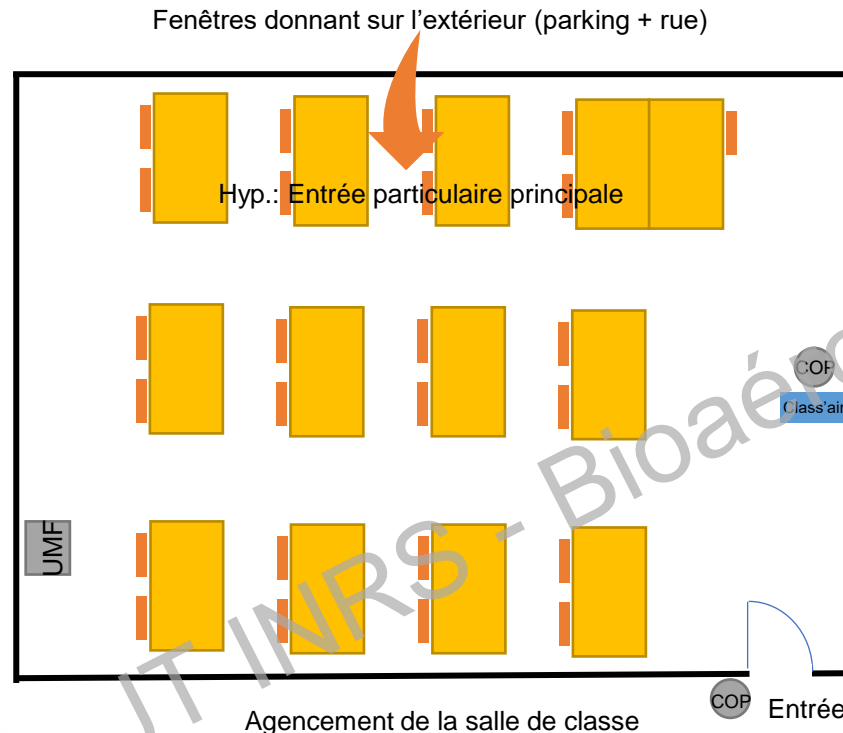 Fenêtres donnant sur l’extérieur (parking + rue)
Hyp.: Entrée particulaire principale
COP
Class’air
UMF
IT INRS - Bioaéro
COP
Entrée
Agencement de la salle de classe